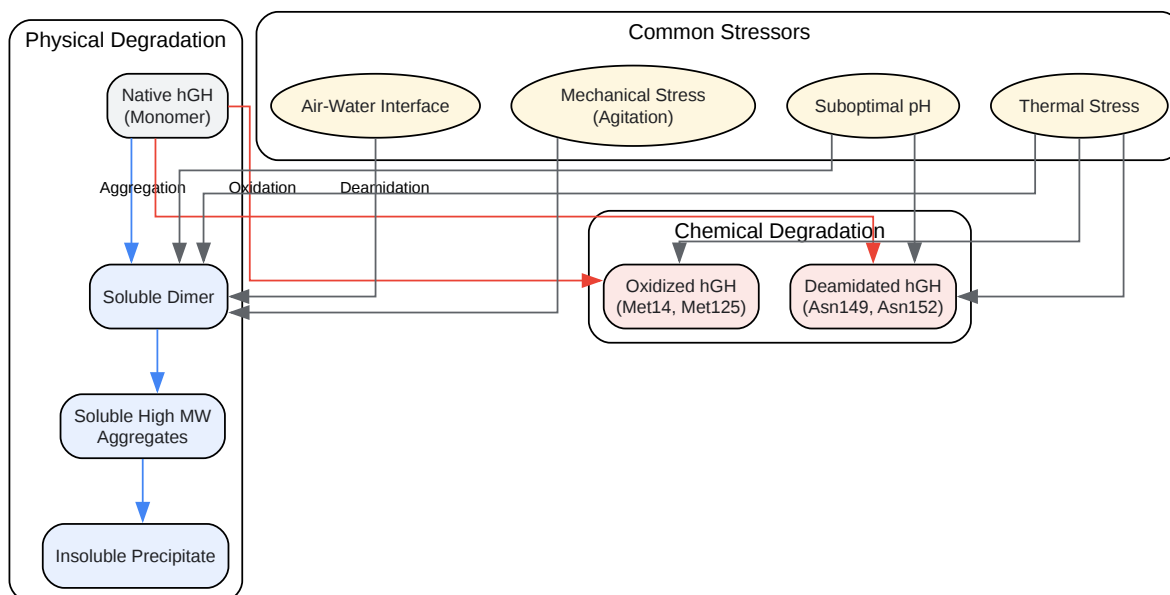 Physical Degradation
Common Stressors
Native hGH
(Monomer)
Air-Water Interface
Mechanical Stress
(Agitation)
Suboptimal pH
Thermal Stress
Aggregation
Oxidation
Deamidation
Chemical Degradation
Soluble Dimer
Oxidized hGH
(Met14, Met125)
Deamidated hGH
(Asn149, Asn152)
Soluble High MW
Aggregates
Insoluble Precipitate